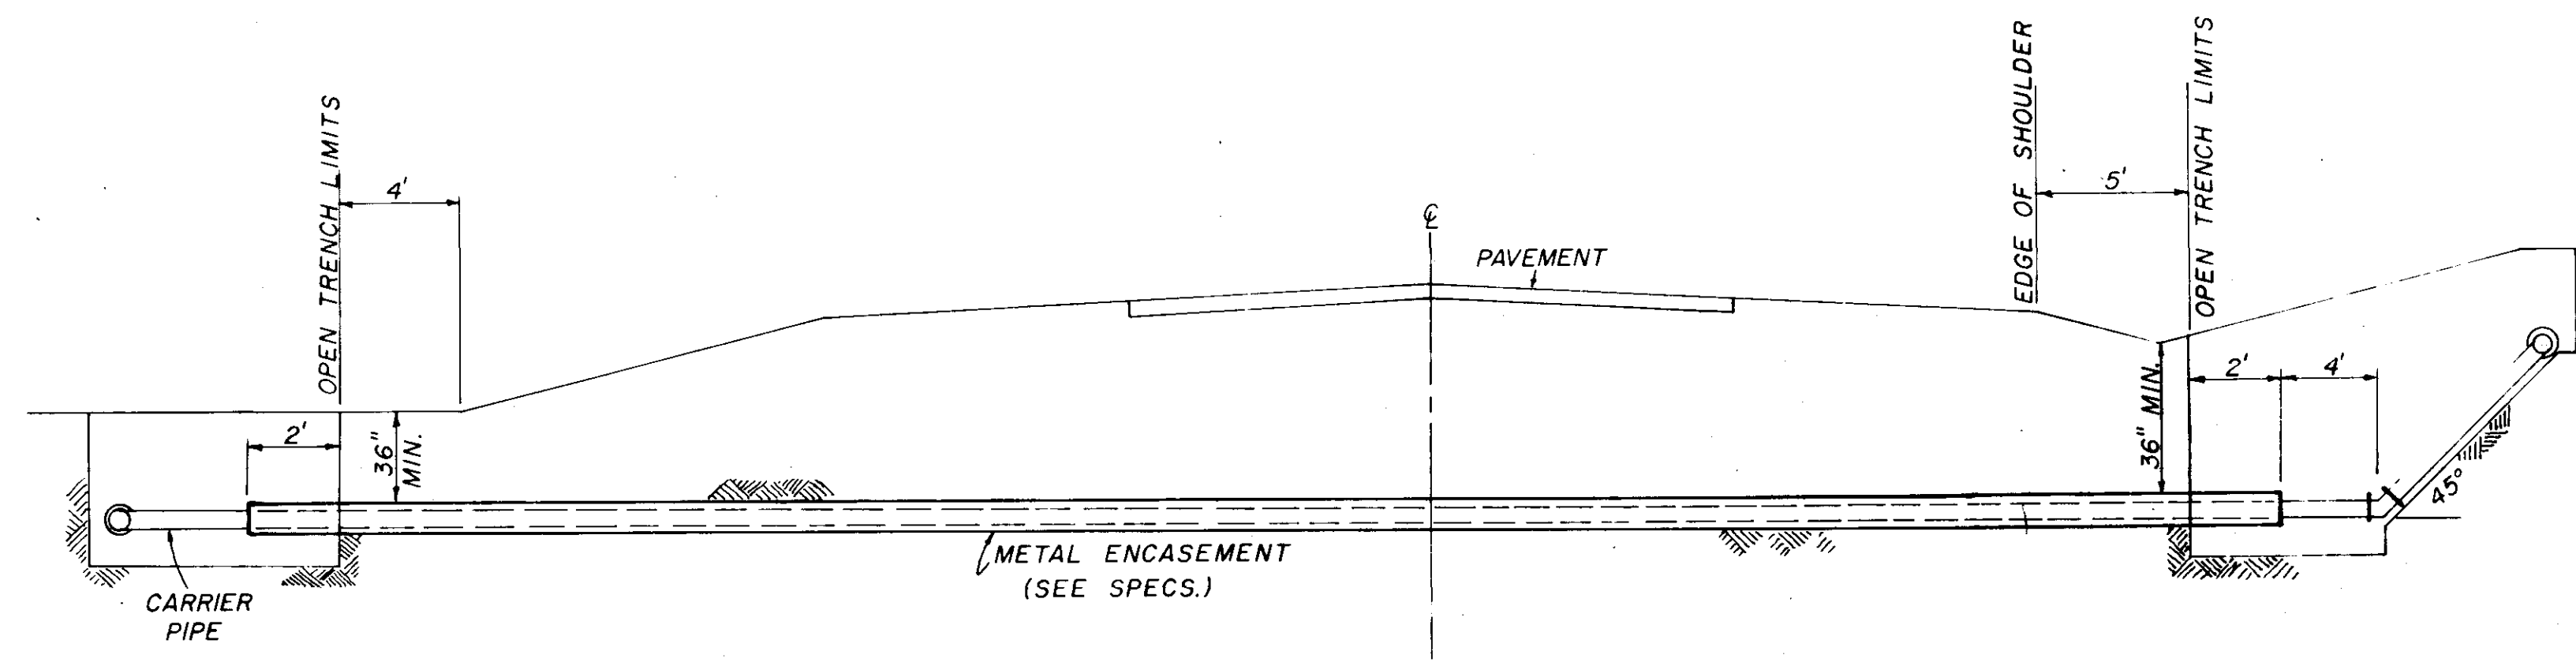 OPEN TRENCH LIMITS
4'
℄
PAVEMENT
EDGE OF SHOULDER
5'
OPEN TRENCH LIMITS
2'
36"
MIN.
36" MIN.
2'
4'
45°
METAL ENCASEMENT
(SEE SPECS.)
CARRIER
PIPE